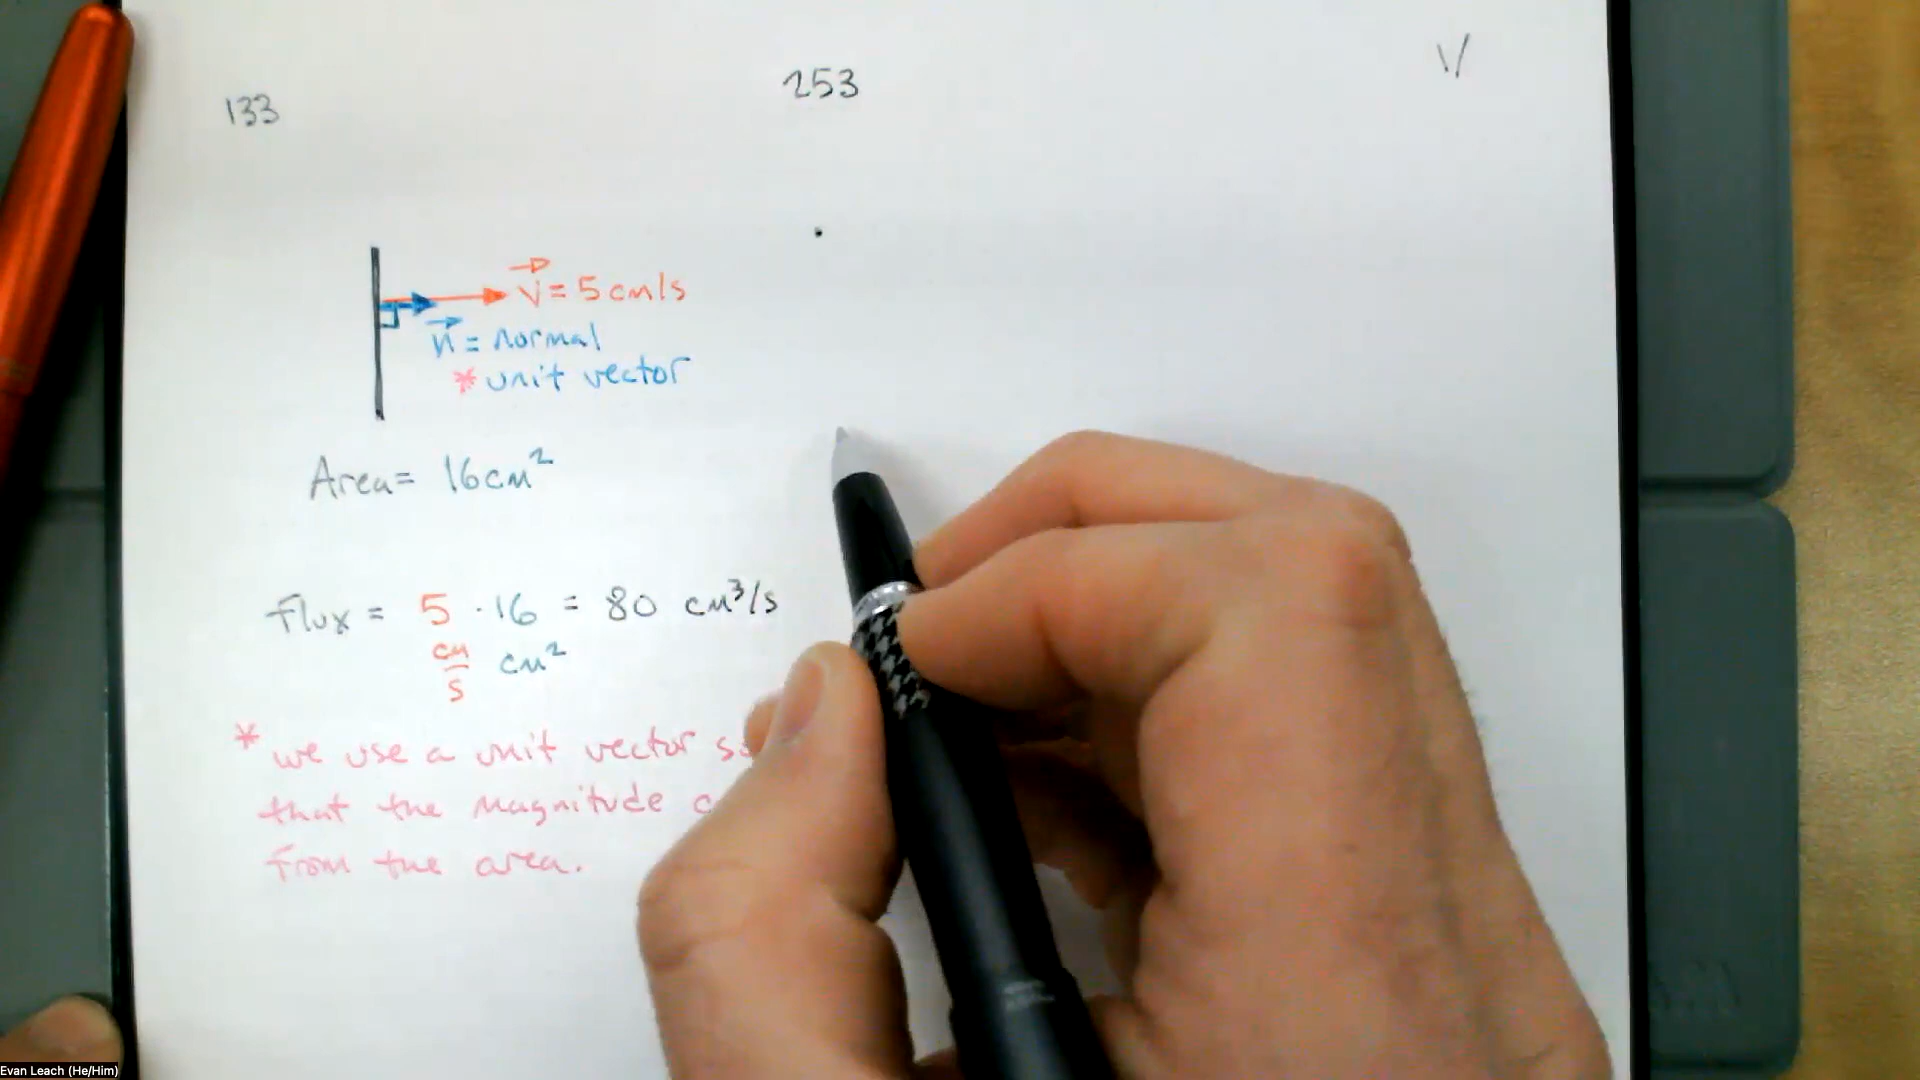 133
253
V = 5 cm/s
n = normal
* unit vector
Area = 16cm²
Flux = 5 · 16 = 80 cm³/s
cm/s cm²
* we use a unit vector
that the magnitude
from the area.
Evan Leach (He/Him)